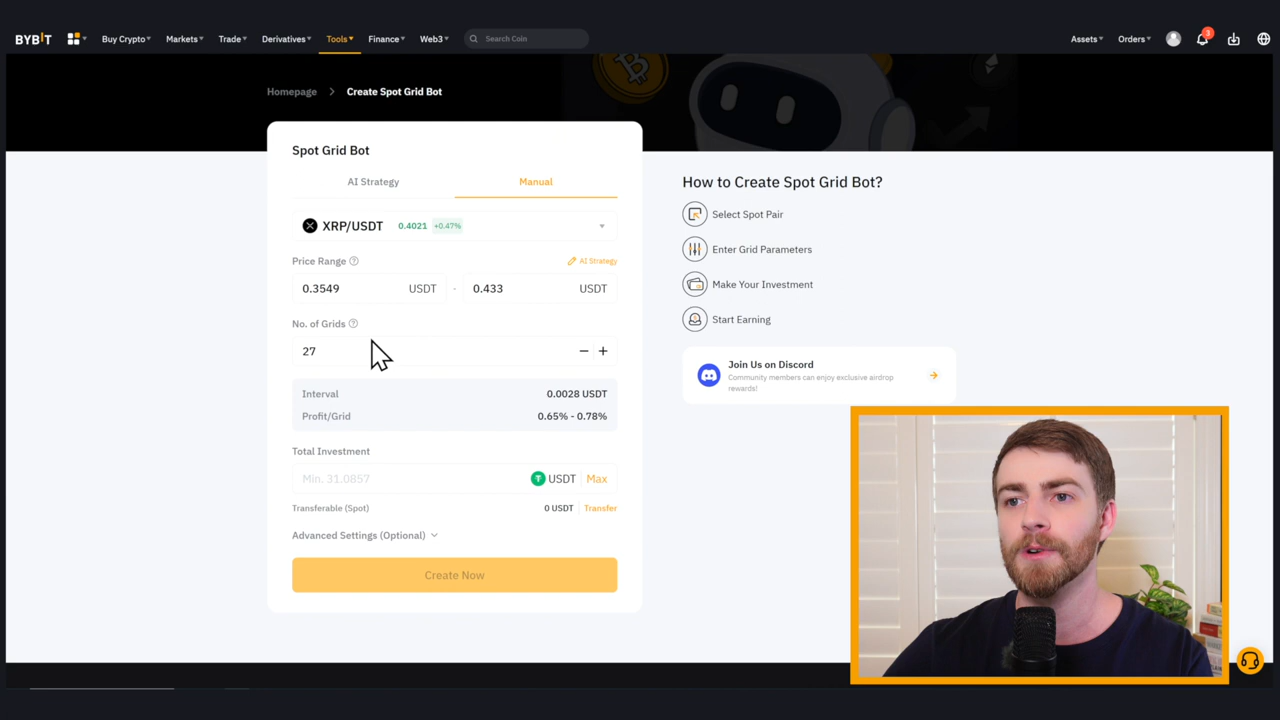 BYBIT
Buy Crypto
Markets
Trade
Derivatives
Tools
Finance
Web3
Search Coin
Assets
Orders
3
Homepage > Create Spot Grid Bot
Spot Grid Bot
AI Strategy
Manual
XRP/USDT 0.4021 +0.47%
Price Range
AI Strategy
0.3549 USDT - 0.433 USDT
No. of Grids
27 − +
Interval 0.0028 USDT
Profit/Grid 0.65% - 0.78%
Total Investment
Min. 31.0857 USDT Max
Transferable (Spot) 0 USDT Transfer
Advanced Settings (Optional)
Create Now
How to Create Spot Grid Bot?
Select Spot Pair
Enter Grid Parameters
Make Your Investment
Start Earning
Join Us on Discord
Community members can enjoy exclusive airdrop
rewards!